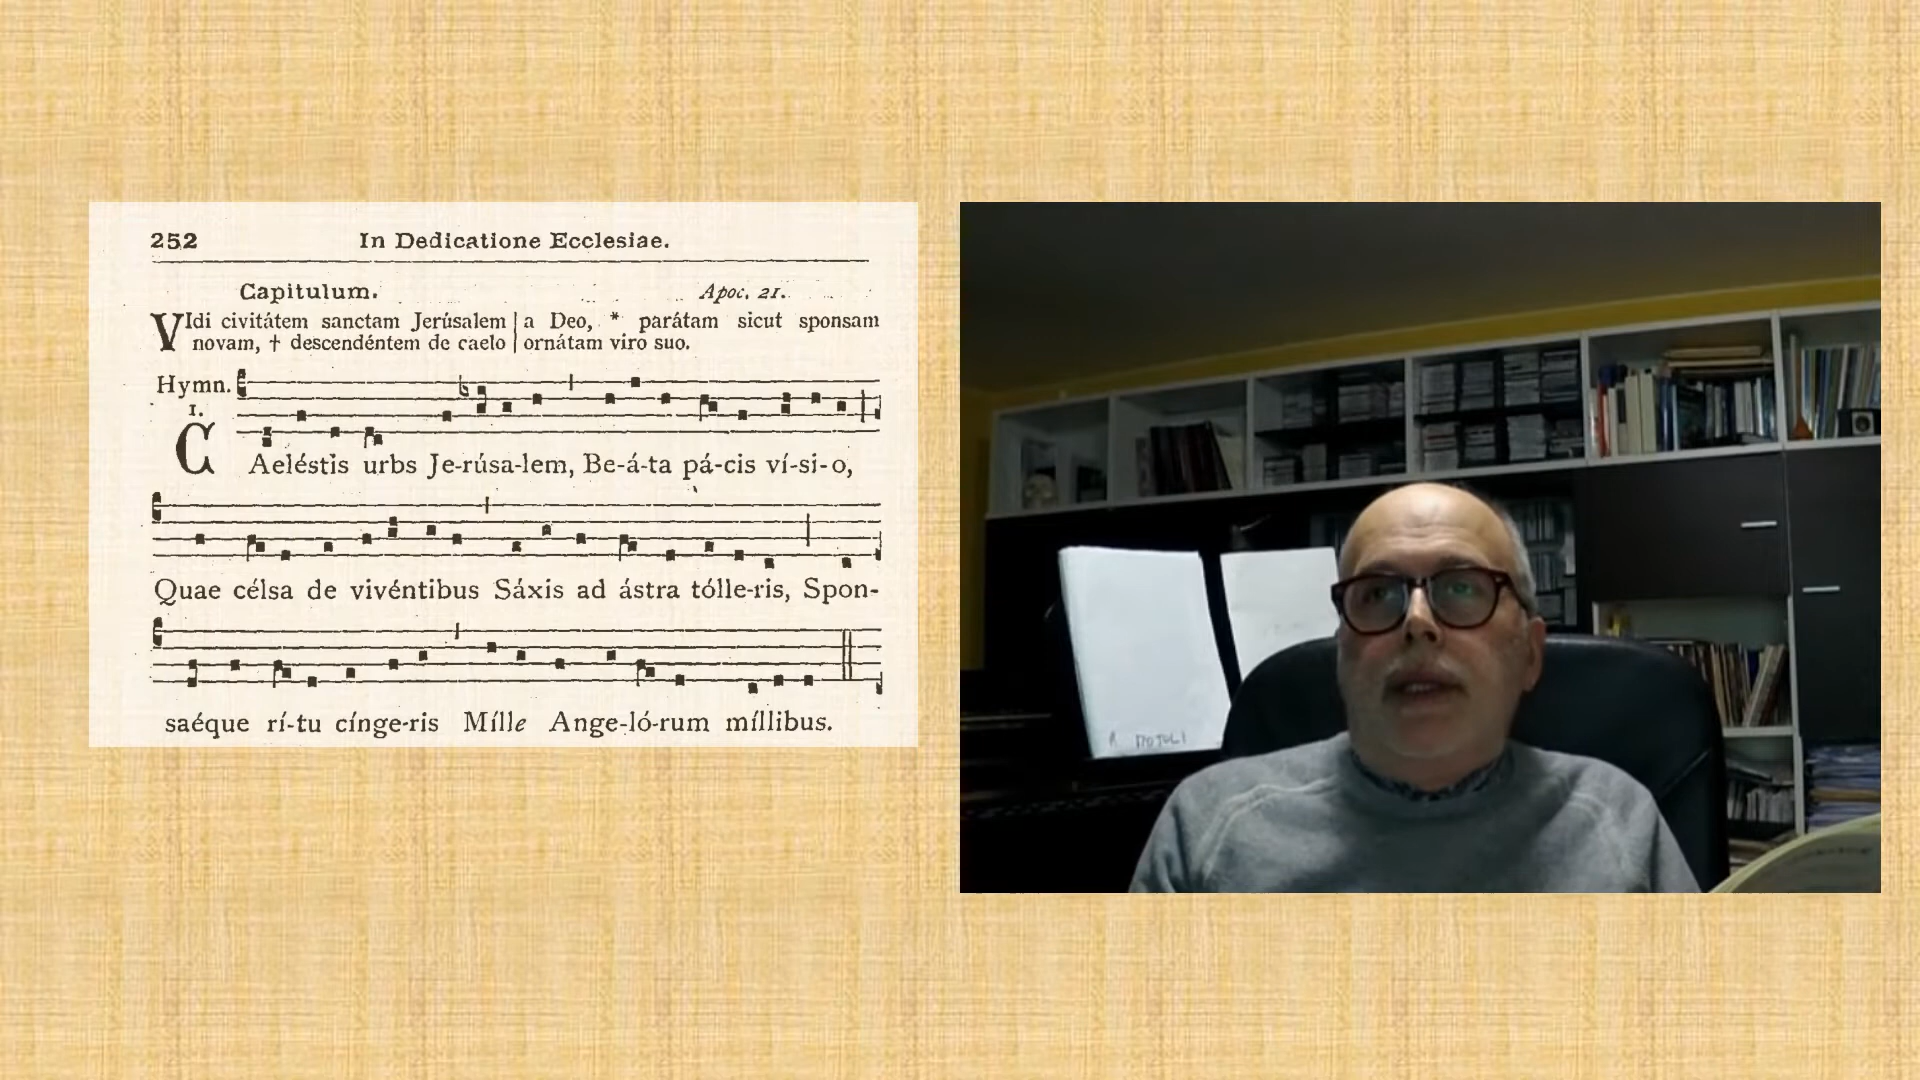 252 In Dedicatione Ecclesiae.
Capitulum. Apoc. 21.
VIdi civitátem sanctam Jerúsalem
novam, † descendéntem de caelo
a Deo, * parátam sicut sponsam
ornátam viro suo.
Hymn.
1.
CAeléstis urbs Je-rúsa-lem, Be-á-ta pá-cis ví-si-o,
Quae célsa de vivéntibus Sáxis ad ástra tólle-ris, Spon-
saéque rí-tu cínge-ris Mílle Ange-ló-rum míllibus.